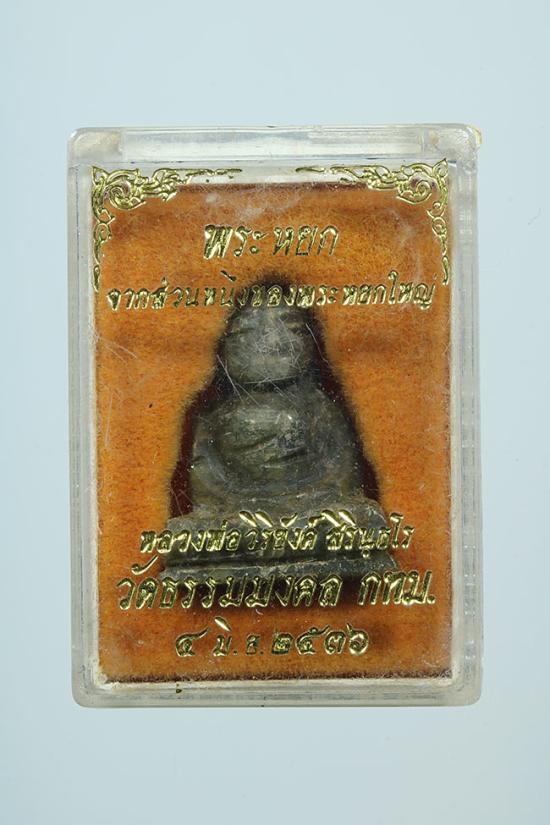 พระหยก
จากส่วนหนึ่งของพระหยกใหญ่
หลวงพ่อวิริยังค์ สิรินฺธโร
วัดธรรมมงคล กทม.
๔ มิ.ย. ๒๕๓๖